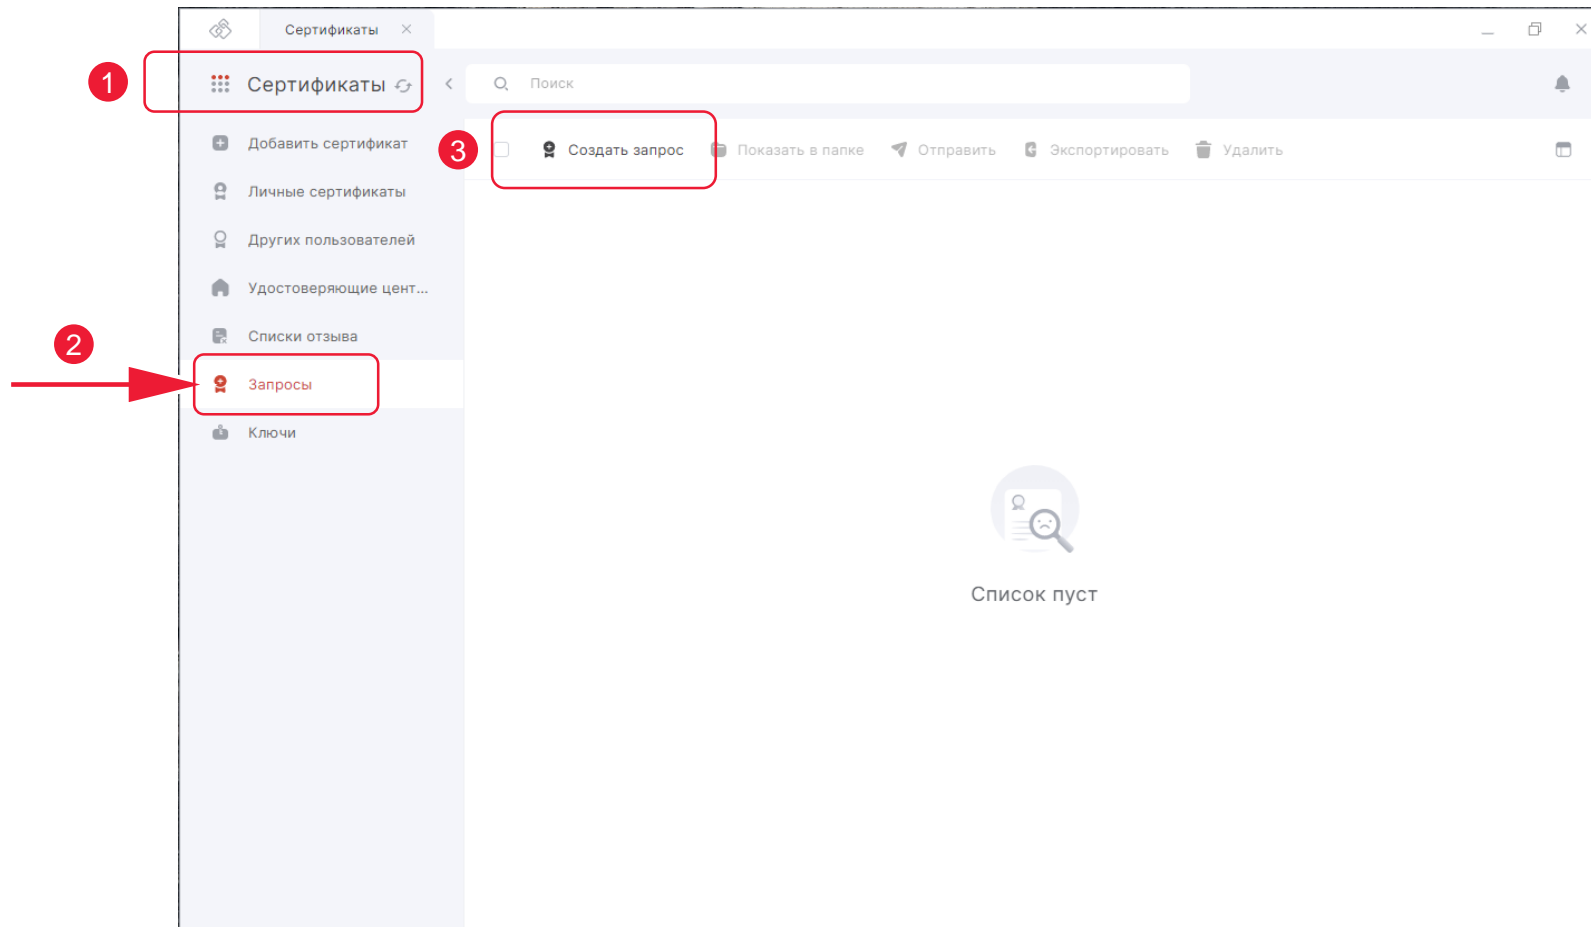 Сертификаты
1
Сертификаты
Поиск
Добавить сертификат
3
Создать запрос
Показать в папке
Отправить
Экспортировать
Удалить
Личные сертификаты
Других пользователей
Удостоверяющие цент...
Списки отзыва
2
Запросы
Ключи
Список пуст